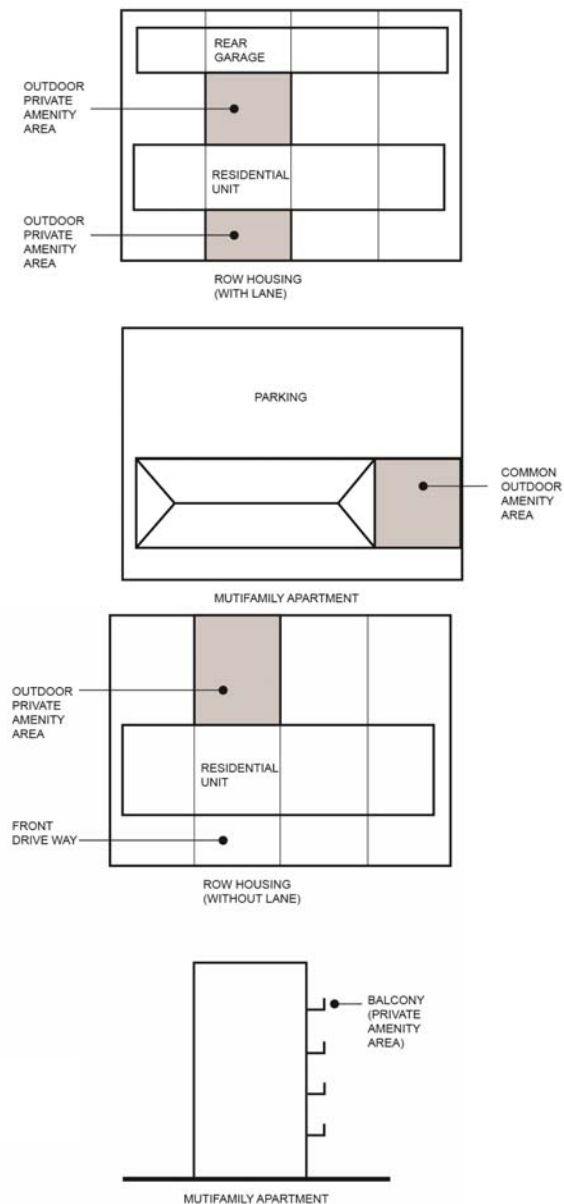 REAR
GARAGE
OUTDOOR
PRIVATE
AMENITY
AREA
RESIDENTIAL
UNIT
OUTDOOR
PRIVATE
AMENITY
AREA
ROW HOUSING
(WITH LANE)
PARKING
COMMON
OUTDOOR
AMENITY
AREA
MUTIFAMILY APARTMENT
OUTDOOR
PRIVATE
AMENITY
AREA
RESIDENTIAL
UNIT
FRONT
DRIVE WAY
ROW HOUSING
(WITHOUT LANE)
BALCONY
(PRIVATE
AMENITY
AREA)
MUTIFAMILY APARTMENT